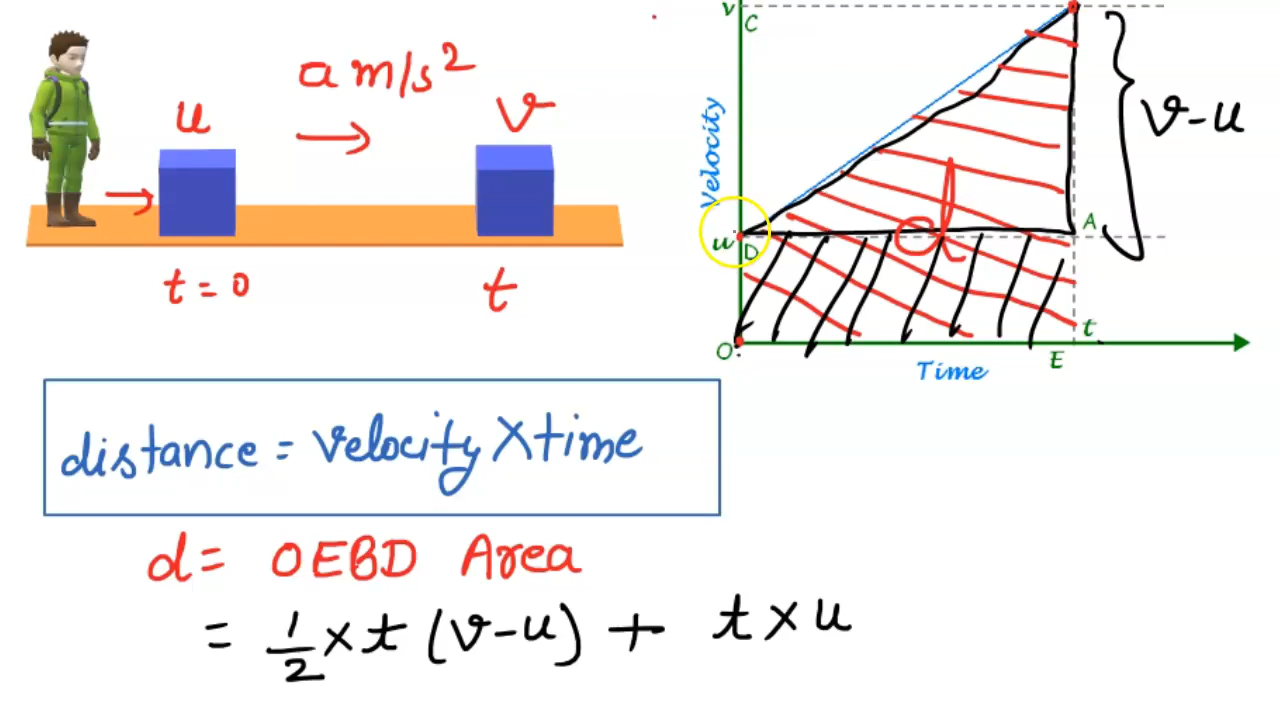 a m/s²
u
v
t = 0
t
v
C
Velocity
v-u
d
u
D
A
O
t
E
Time
distance = velocity X time
d = OEBD Area
= 1/2 x t (v-u) + t x u